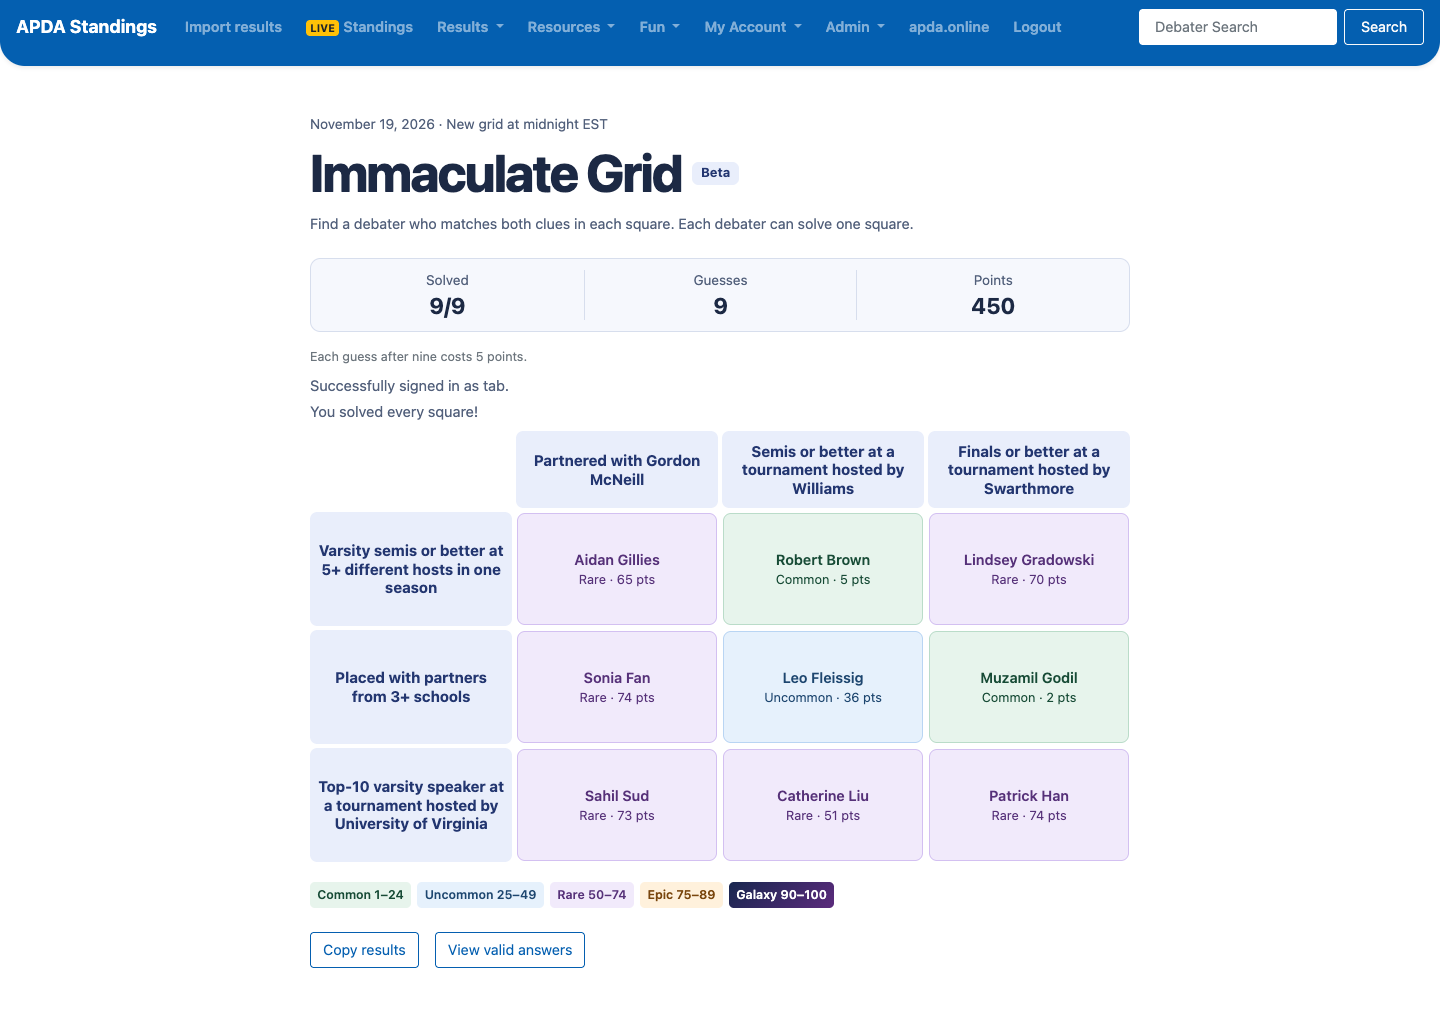 APDA Standings
Import results
LIVE Standings
Results
Resources
Fun
My Account
Admin
apda.online
Logout
Debater Search
Search
November 19, 2026 · New grid at midnight EST
Immaculate Grid
Beta
Find a debater who matches both clues in each square. Each debater can solve one square.
Solved
9/9
Guesses
9
Points
450
Each guess after nine costs 5 points.
Successfully signed in as tab.
You solved every square!
Partnered with Gordon
McNeill
Semis or better at a
tournament hosted by
Williams
Finals or better at a
tournament hosted by
Swarthmore
Varsity semis or better at
5+ different hosts in one
season
Aidan Gillies
Rare · 65 pts
Robert Brown
Common · 5 pts
Lindsey Gradowski
Rare · 70 pts
Placed with partners
from 3+ schools
Sonia Fan
Rare · 74 pts
Leo Fleissig
Uncommon · 36 pts
Muzamil Godil
Common · 2 pts
Top-10 varsity speaker at
a tournament hosted by
University of Virginia
Sahil Sud
Rare · 73 pts
Catherine Liu
Rare · 51 pts
Patrick Han
Rare · 74 pts
Common 1–24
Uncommon 25–49
Rare 50–74
Epic 75–89
Galaxy 90–100
Copy results
View valid answers